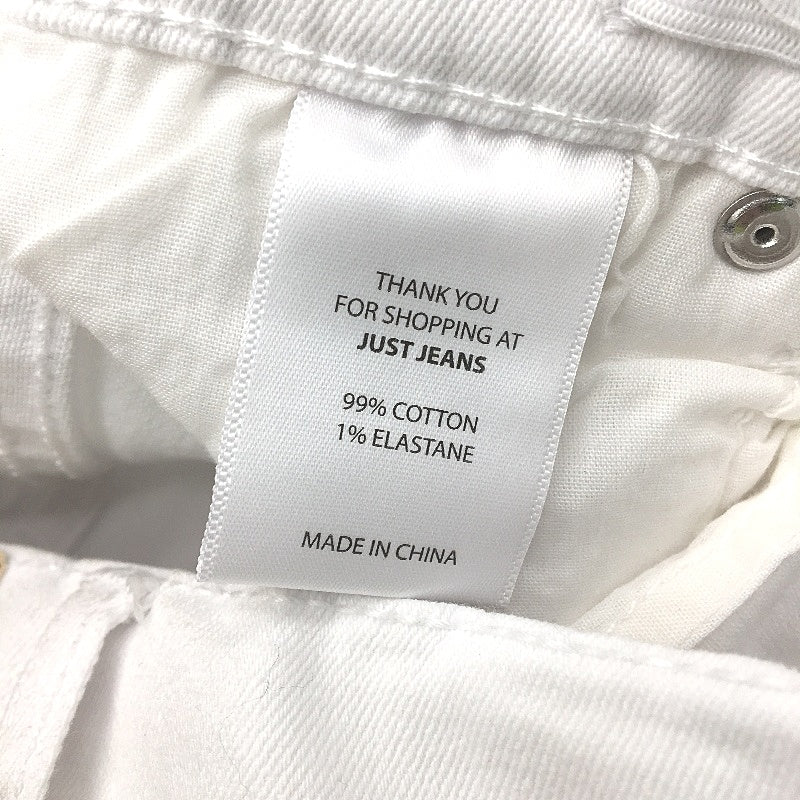 THANK YOU
FOR SHOPPING AT
JUST JEANS
99% COTTON
1% ELASTANE
MADE IN CHINA